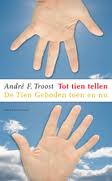 André F. Troost Tot tien tellen
De Tien Geboden toen en nu